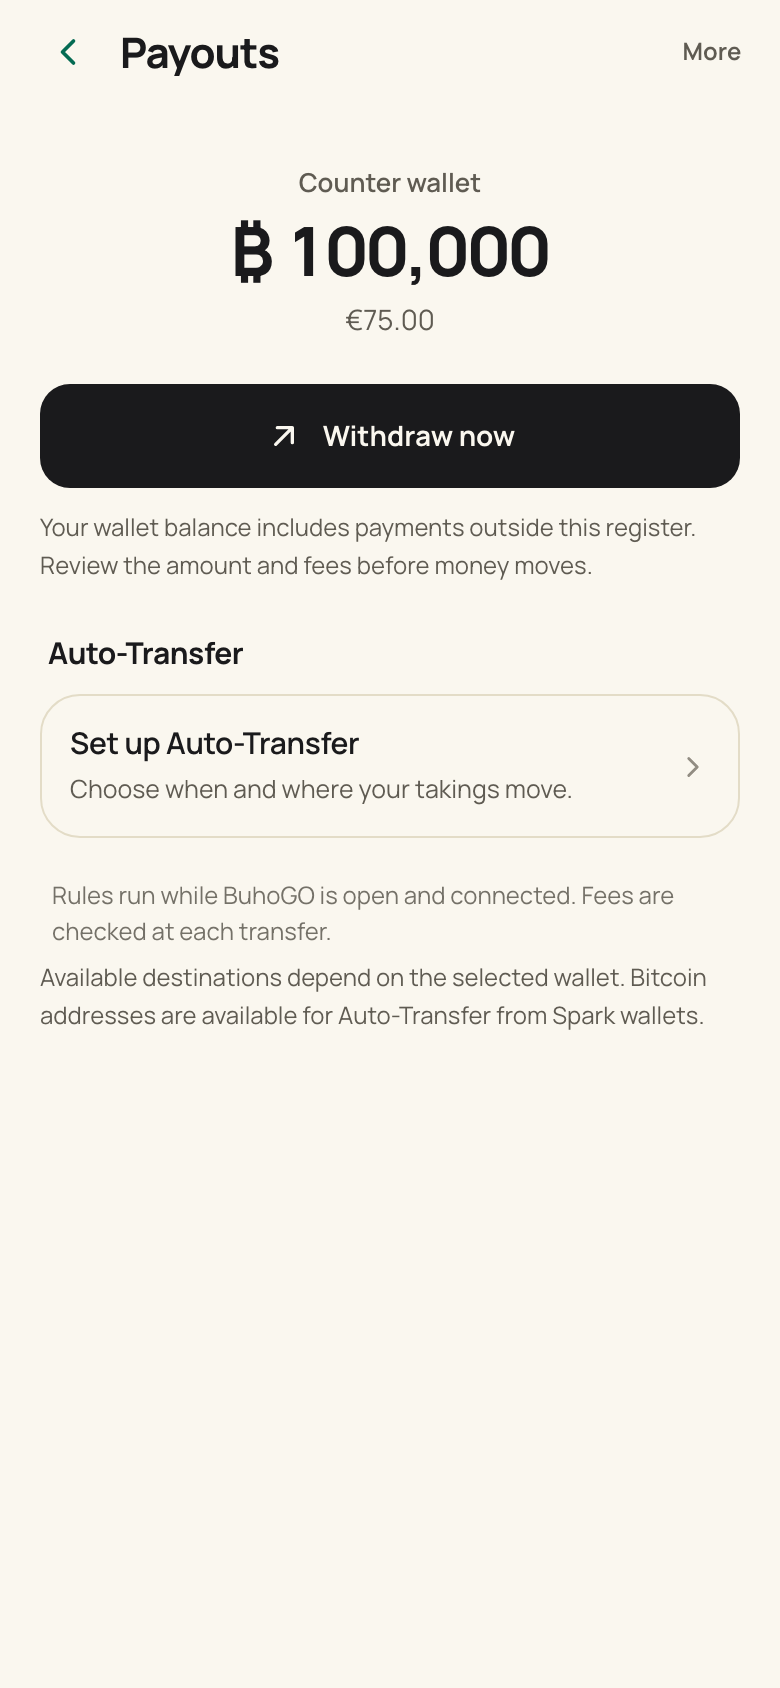 Payouts
More
Counter wallet
₿ 100,000
€75.00
Withdraw now
Your wallet balance includes payments outside this register.
Review the amount and fees before money moves.
Auto-Transfer
Set up Auto-Transfer
Choose when and where your takings move.
Rules run while BuhoGO is open and connected. Fees are
checked at each transfer.
Available destinations depend on the selected wallet. Bitcoin
addresses are available for Auto-Transfer from Spark wallets.